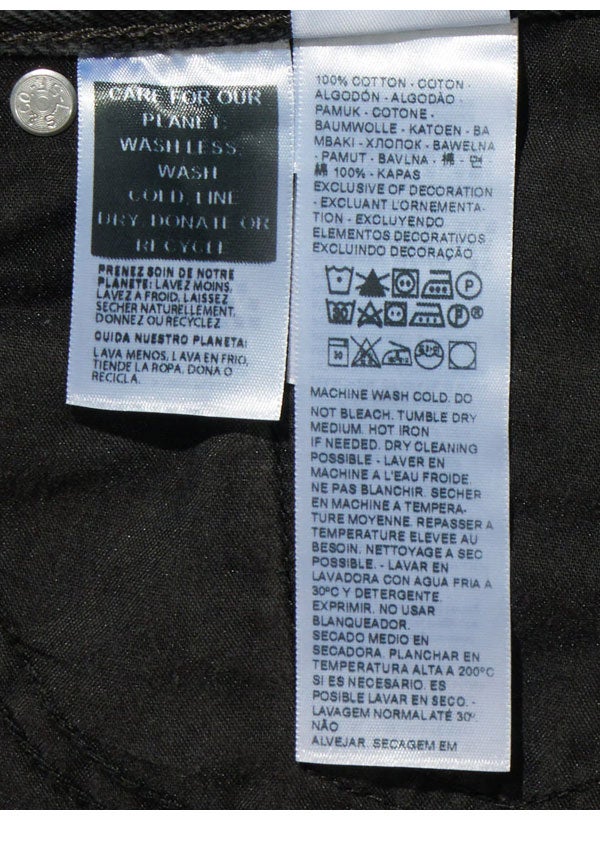 CARE FOR OUR
PLANET:
WASH LESS,
WASH
COLD, LINE
DRY, DONATE OR
RECYCLE
PRENEZ SOIN DE NOTRE
PLANETE: LAVEZ MOINS,
LAVEZ A FROID, LAISSEZ
SECHER NATURELLEMENT,
DONNEZ OU RECYCLEZ
CUIDA NUESTRO PLANETA:
LAVA MENOS, LAVA EN FRIO,
TIENDE LA ROPA, DONA O
RECICLA.
100% COTTON - COTON -
ALGODÓN - ALGODÃO -
PAMUK - COTONE -
BAUMWOLLE - KATOEN - BA
MBAKI - ХЛОПОК - BAWEŁNA
- PAMUT - BAVLNA - 棉 - 면 -
綿 100% - KAPAS
EXCLUSIVE OF DECORATION
- EXCLUANT L'ORNEMENTA-
TION - EXCLUYENDO
ELEMENTOS DECORATIVOS
EXCLUINDO DECORAÇÃO
MACHINE WASH COLD. DO
NOT BLEACH. TUMBLE DRY
MEDIUM. HOT IRON
IF NEEDED. DRY CLEANING
POSSIBLE - LAVER EN
MACHINE A L'EAU FROIDE.
NE PAS BLANCHIR. SECHER
EN MACHINE A TEMPERA-
TURE MOYENNE. REPASSER A
TEMPERATURE ELEVEE AU
BESOIN. NETTOYAGE A SEC
POSSIBLE. - LAVAR EN
LAVADORA CON AGUA FRIA A
30ºC Y DETERGENTE.
EXPRIMIR. NO USAR
BLANQUEADOR.
SECADO MEDIO EN
SECADORA. PLANCHAR EN
TEMPERATURA ALTA A 200ºC
SI ES NECESARIO. ES
POSIBLE LAVAR EN SECO. -
LAVAGEM NORMAL ATÉ 30º.
NÃO
ALVEJAR. SECAGEM EM